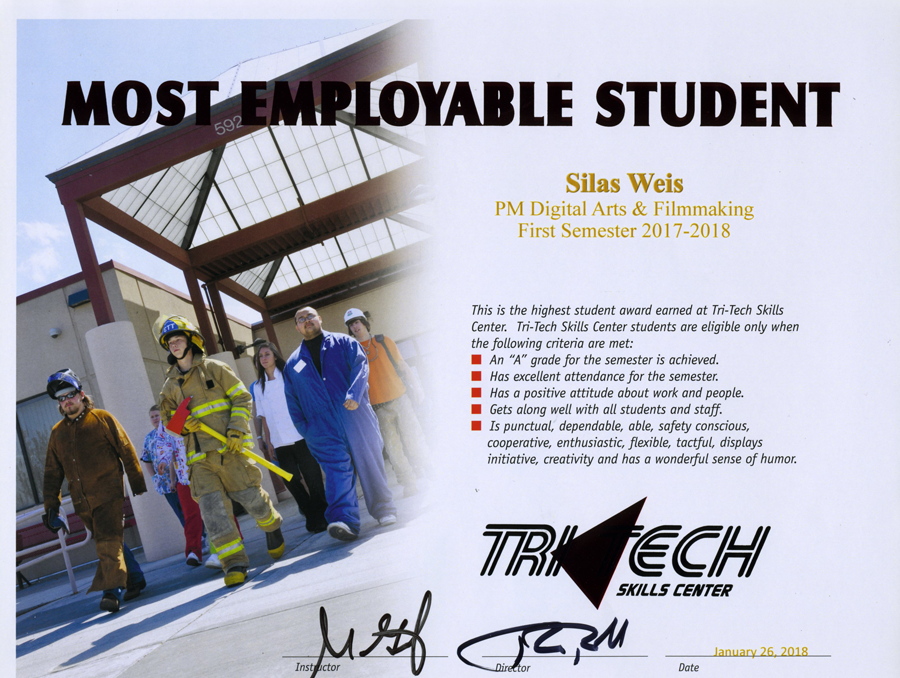 MOST EMPLOYABLE STUDENT
592
Silas Weis
PM Digital Arts & Filmmaking
First Semester 2017-2018
This is the highest student award earned at Tri-Tech Skills
Center. Tri-Tech Skills Center students are eligible only when
the following criteria are met:
An “A” grade for the semester is achieved.
Has excellent attendance for the semester.
Has a positive attitude about work and people.
Gets along well with all students and staff.
Is punctual, dependable, able, safety conscious,
cooperative, enthusiastic, flexible, tactful, displays
initiative, creativity and has a wonderful sense of humor.
TRI-TECH
SKILLS CENTER
January 26, 2018
Instructor
Director
Date